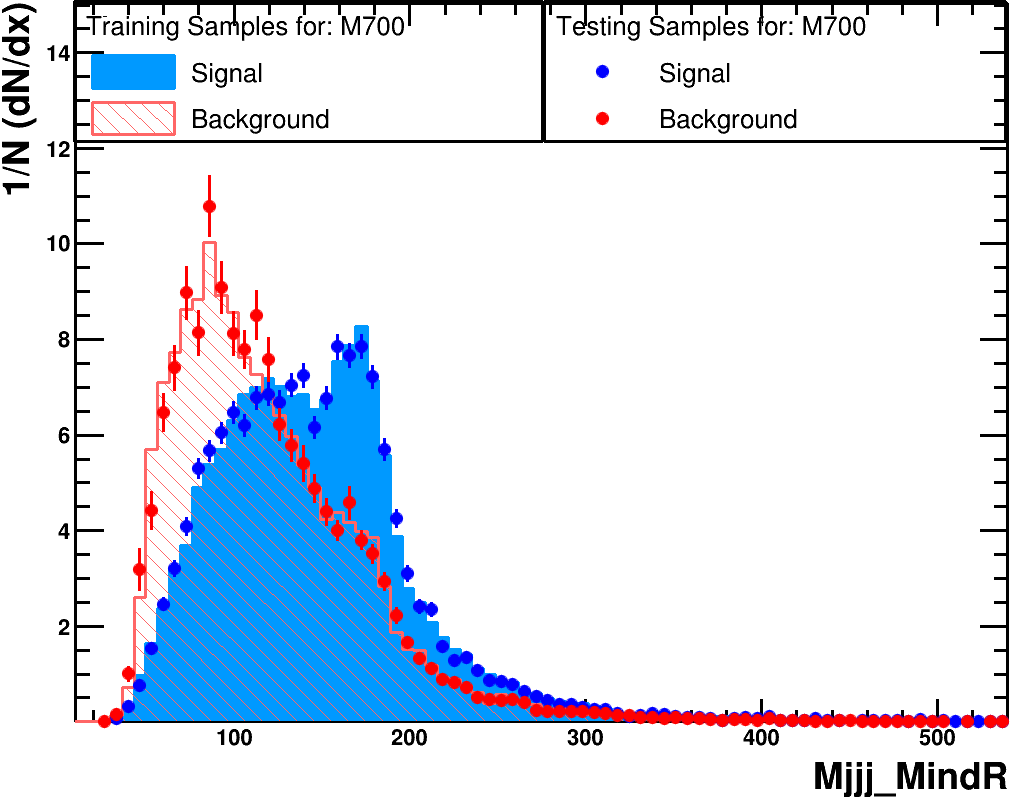 Training Samples for: M700
Signal
Background
Testing Samples for: M700
Signal
Background
1/N (dN/dx)
14
12
10
8
6
4
2
100 200 300 400 500
Mjjj_MindR